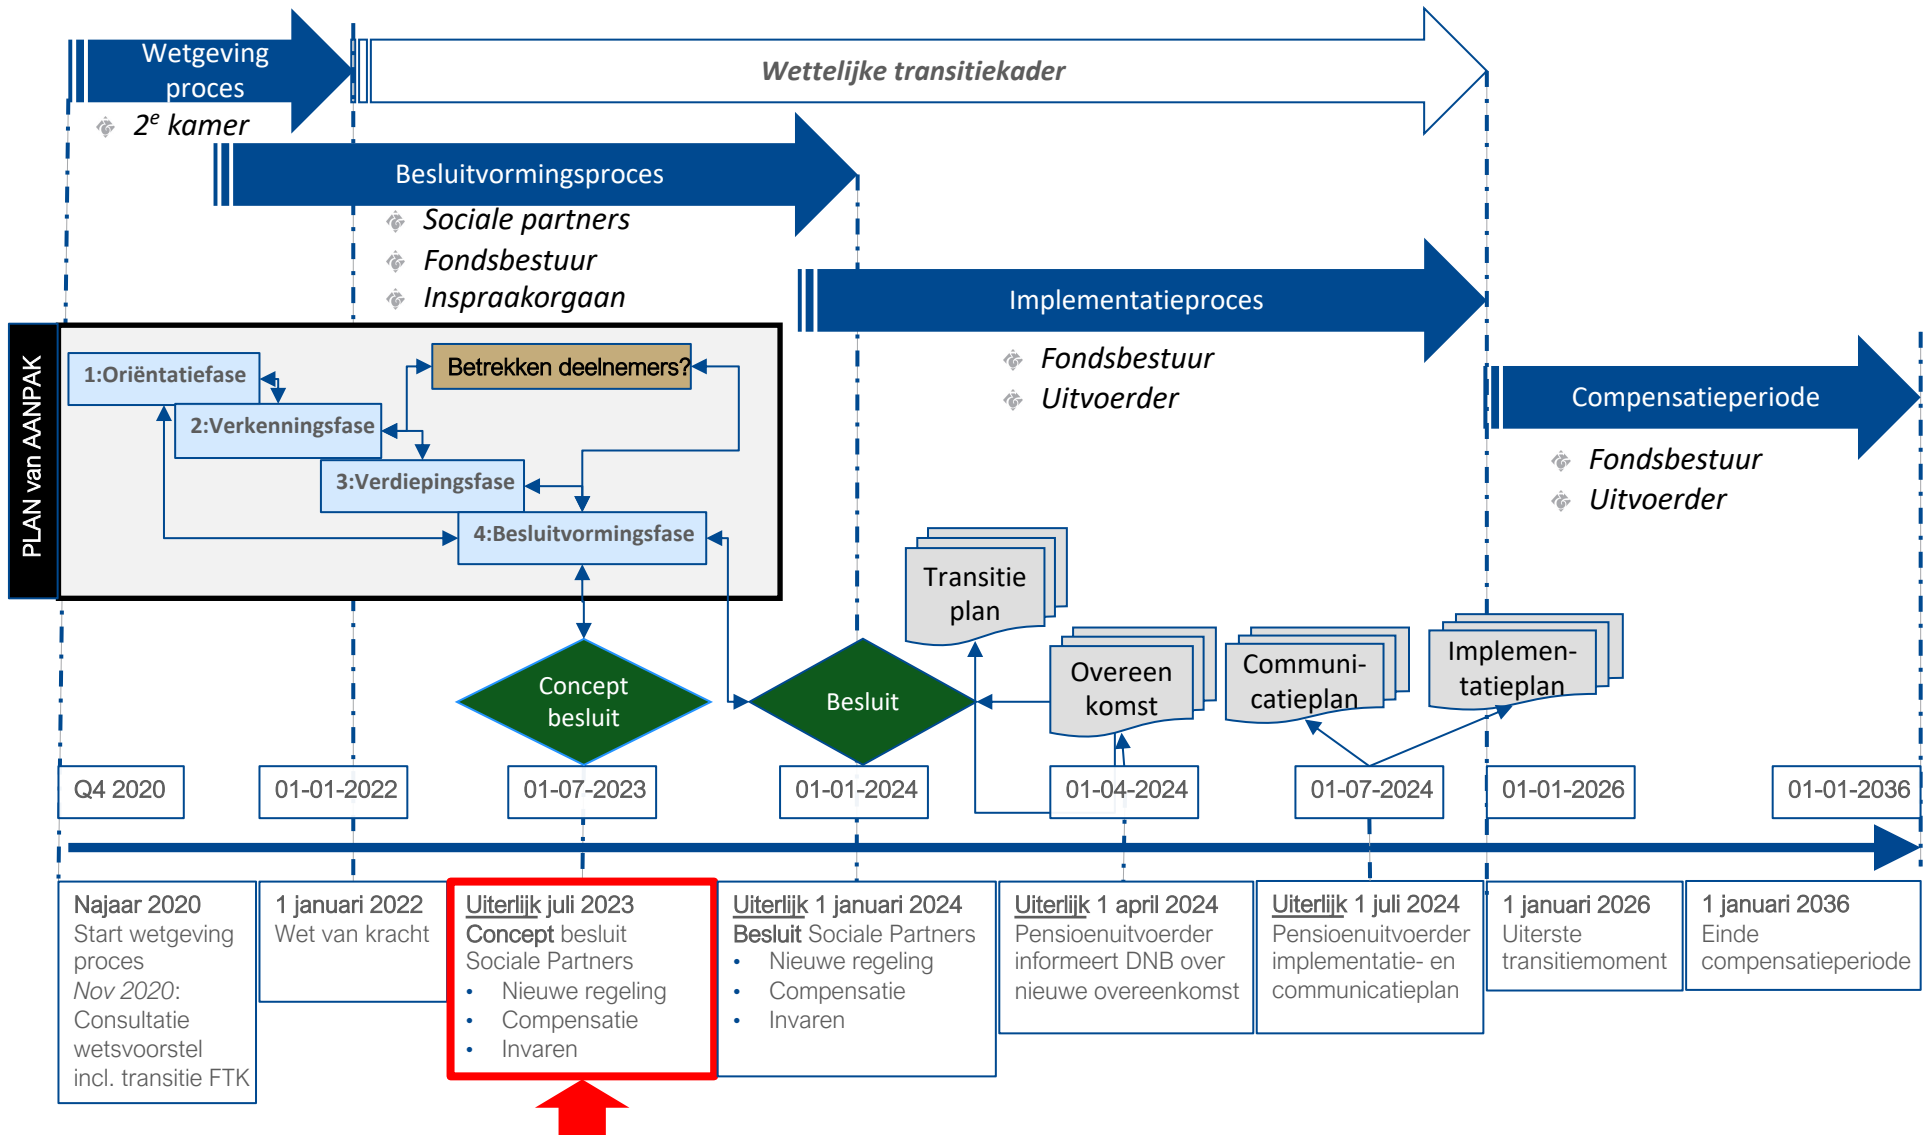 Wetgeving
proces
Wettelijke transitiekader
2e kamer
Besluitvormingsproces
Sociale partners
Fondsbestuur
Inspraakorgaan
Implementatieproces
Fondsbestuur
Uitvoerder
Compensatieperiode
Fondsbestuur
Uitvoerder
PLAN van AANPAK
1:Oriëntatiefase
Betrekken deelnemers?
2:Verkenningsfase
3:Verdiepingsfase
4:Besluitvormingsfase
Concept
besluit
Besluit
Transitie
plan
Overeen
komst
Communi-
catieplan
Implemen-
tatieplan
Q4 2020
01-01-2022
01-07-2023
01-01-2024
01-04-2024
01-07-2024
01-01-2026
01-01-2036
Najaar 2020
Start wetgeving
proces
Nov 2020:
Consultatie
wetsvoorstel
incl. transitie FTK
1 januari 2022
Wet van kracht
Uiterlijk juli 2023
Concept besluit
Sociale Partners
• Nieuwe regeling
• Compensatie
• Invaren
Uiterlijk 1 januari 2024
Besluit Sociale Partners
• Nieuwe regeling
• Compensatie
• Invaren
Uiterlijk 1 april 2024
Pensioenuitvoerder
informeert DNB over
nieuwe overeenkomst
Uiterlijk 1 juli 2024
Pensioenuitvoerder
implementatie- en
communicatieplan
1 januari 2026
Uiterste
transitiemoment
1 januari 2036
Einde
compensatieperiode